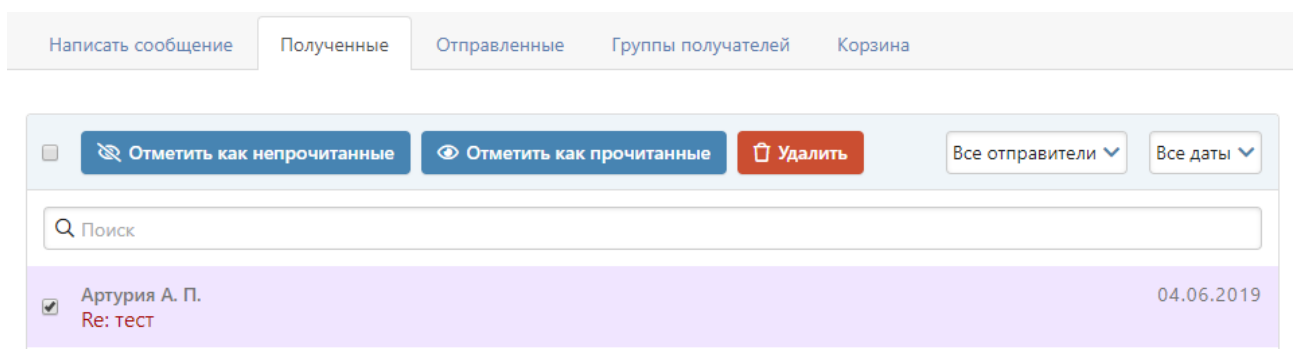 Написать сообщение Полученные Отправленные Группы получателей Корзина
Отметить как непрочитанные Отметить как прочитанные Удалить Все отправители Все даты
Поиск
Артурия А. П. 04.06.2019
Re: тест